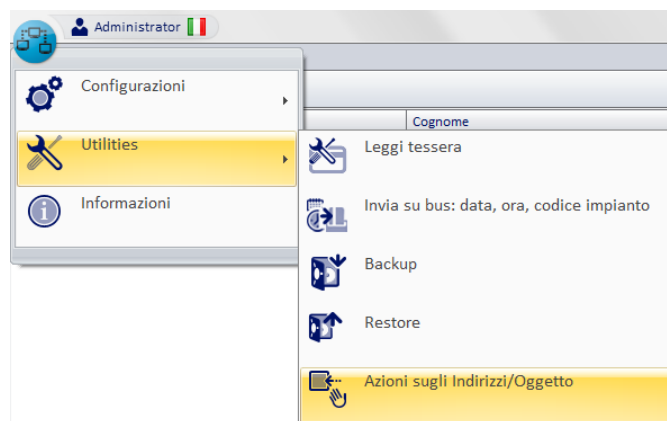 Administrator
Configurazioni
Cognome
Utilities
Leggi tessera
Informazioni
Invia su bus: data, ora, codice impianto
Backup
Restore
Azioni sugli Indirizzi/Oggetto